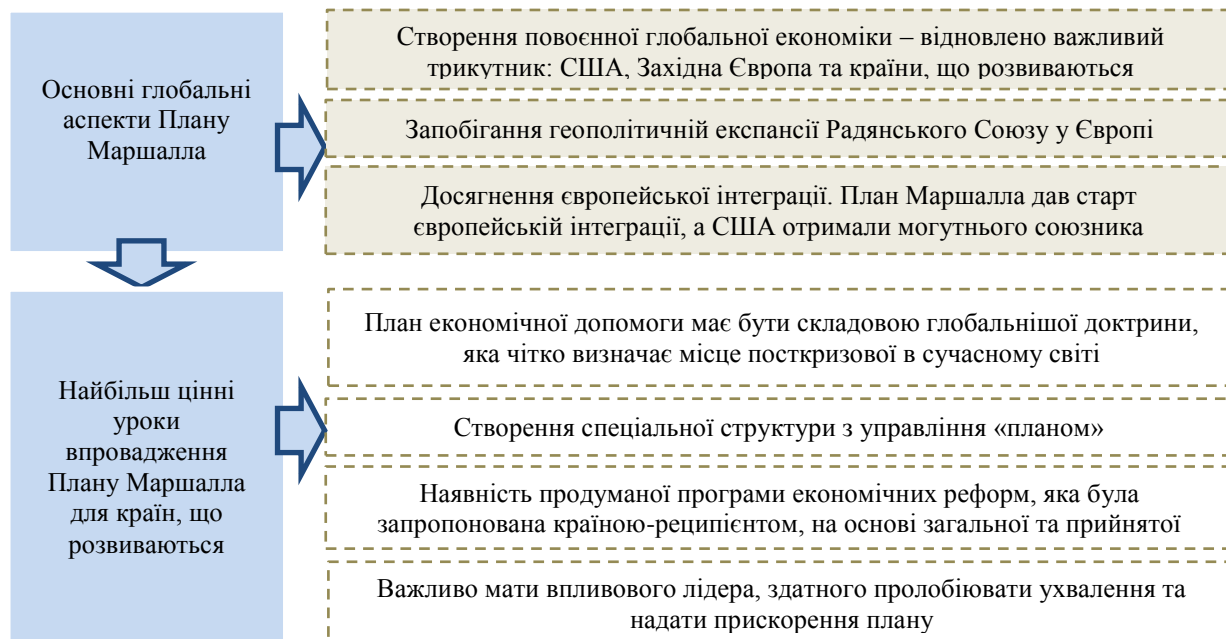 Основні глобальні
аспекти Плану
Маршалла
Створення повоєнної глобальної економіки – відновлено важливий
трикутник: США, Західна Європа та країни, що розвиваються
Запобігання геополітичній експансії Радянського Союзу у Європі
Досягнення європейської інтеграції. План Маршалла дав старт
європейській інтеграції, а США отримали могутнього союзника
Найбільш цінні
уроки
впровадження
Плану Маршалла
для країн, що
розвиваються
План економічної допомоги має бути складовою глобальнішої доктрини,
яка чітко визначає місце посткризової в сучасному світі
Створення спеціальної структури з управління «планом»
Наявність продуманої програми економічних реформ, яка була
запропонована країною-реципієнтом, на основі загальної та прийнятої
Важливо мати впливового лідера, здатного пролобіювати ухвалення та
надати прискорення плану